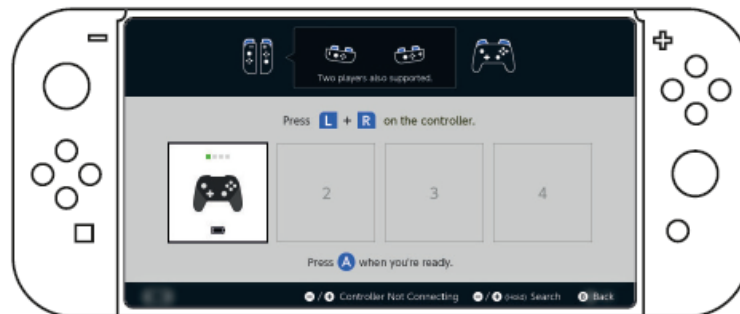 Two players also supported.
Press L + R on the controller.
2 3 4
Press A when you're ready.
−/+ Controller Not Connecting −/+ (Hold) Search B Back